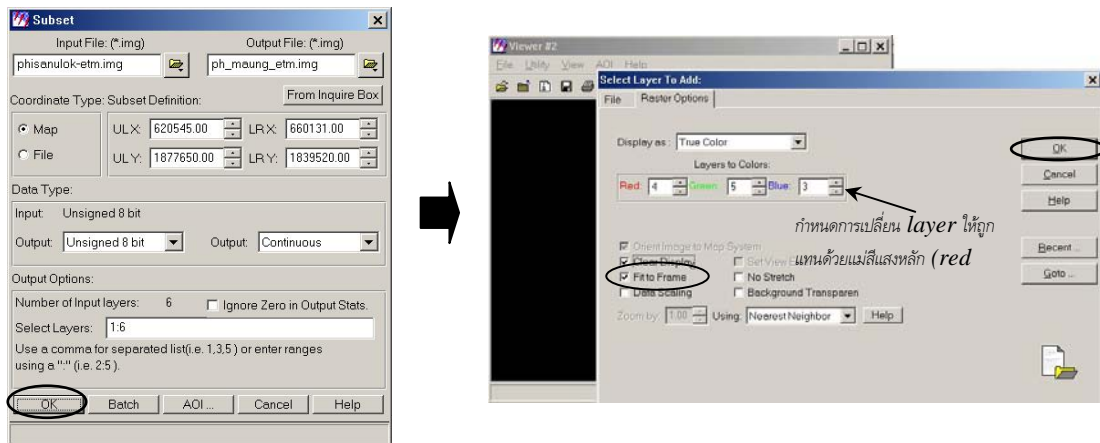 Subset
Input File: (*.img) Output File: (*.img)
phisanulok-etm.img ph_maung_etm.img
Coordinate Type: Subset Definition: From Inquire Box
Map ULX: 620545.00 LRX: 660131.00
File ULY: 1877650.00 LRY: 1839520.00
Data Type:
Input: Unsigned 8 bit
Output: Unsigned 8 bit Output: Continuous
Output Options:
Number of Input layers: 6 Ignore Zero in Output Stats.
Select Layers: 1:6
Use a comma for separated list(i.e. 1,3,5 ) or enter ranges
using a ":" (i.e. 2:5 ).
OK Batch AOI ... Cancel Help
Viewer #2
File Utility View AOI Help
Select Layer To Add:
File Raster Options
Display as : True Color
Layers to Colors:
Red: 4 Green: 5 Blue: 3
OK
Cancel
Help
Recent ...
Goto ...
กำหนดการเปลี่ยน layer ให้ถูก
แทนด้วยแม่สีแสงหลัก (red
Orient Image to Map System
Clear Display Set View
Fit to Frame No Stretch
Data Scaling Background Transparen
Zoom by: 1.00 Using: Nearest Neighbor Help